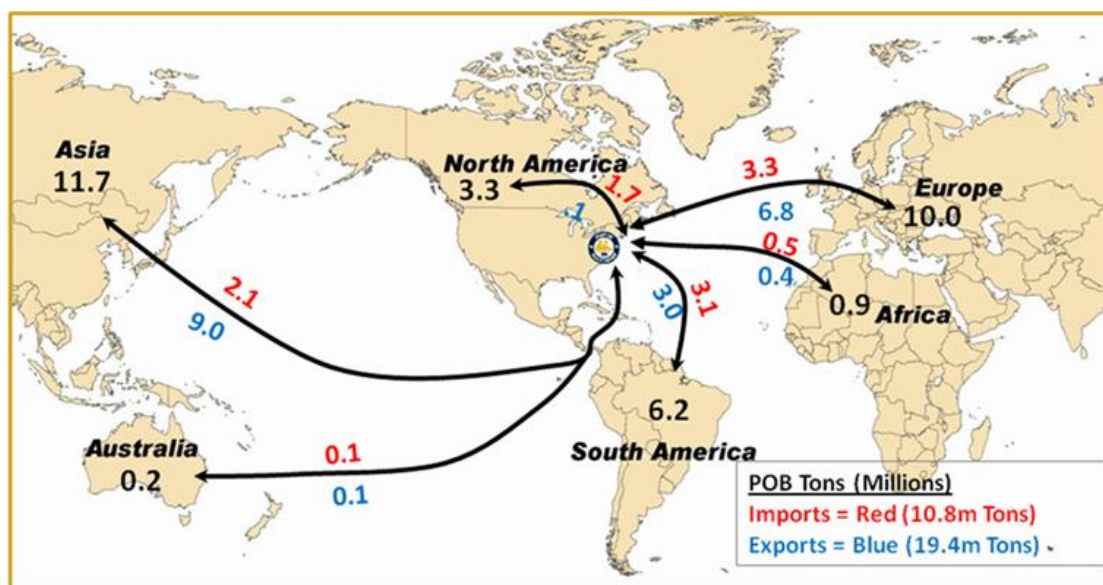 Asia
11.7
North America
3.3
1.7
.1
3.3
6.8
Europe
10.0
0.5
0.4
0.9
Africa
2.1
9.0
3.1
3.0
6.2
South America
Australia
0.2
0.1
0.1
POB Tons (Millions)
Imports = Red (10.8m Tons)
Exports = Blue (19.4m Tons)